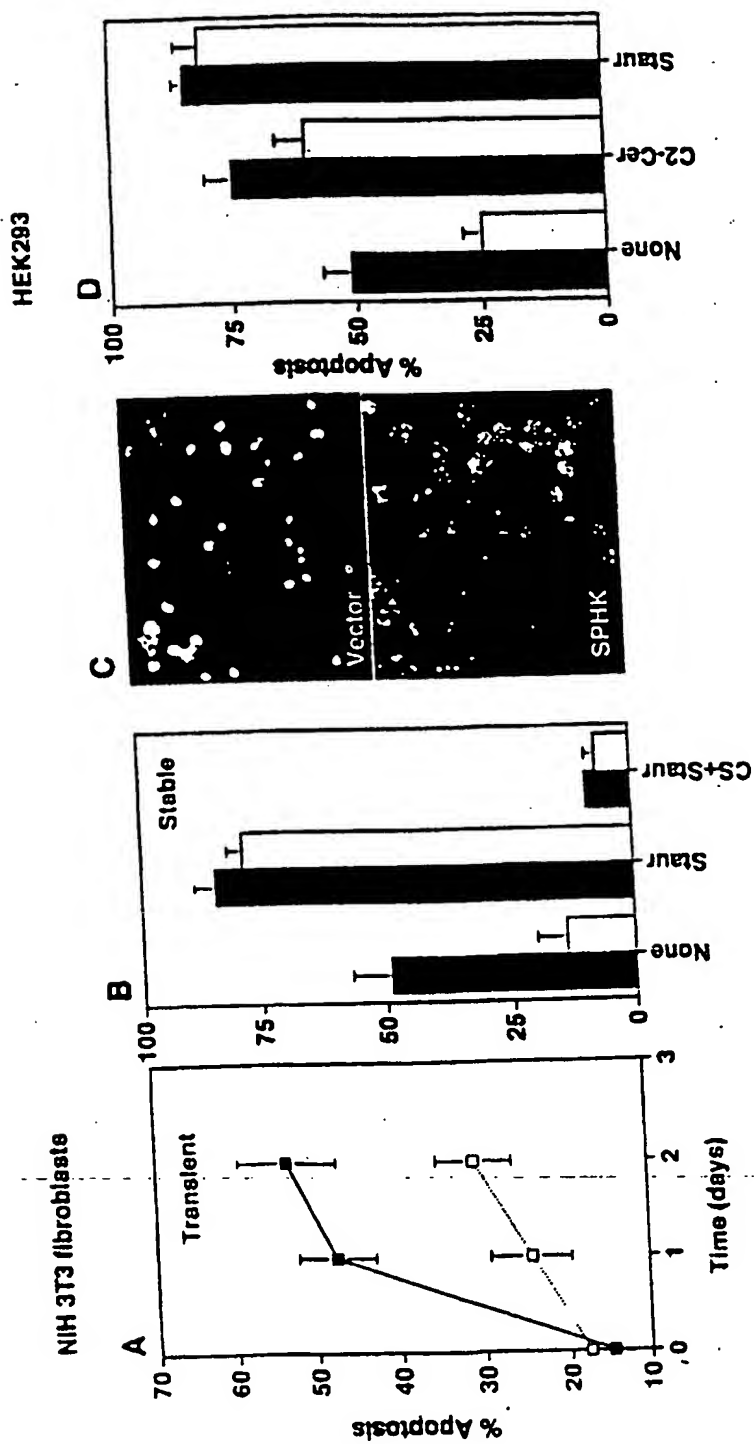 NIH 3T3 fibroblasts
A
Transient
% Apoptosis
70
60
50
40
30
20
10
0
1
2
3
Time (days)
B
Stable
100
75
50
25
0
None
Staur
CS+Staur
C
Vector
SPHK
HEK293
D
% Apoptosis
100
75
50
25
0
None
C2-Cer
Staur